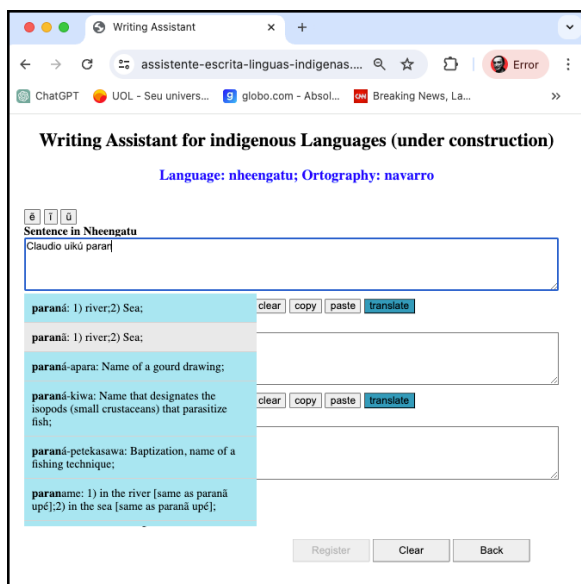 Writing Assistant
assistente-escrita-linguas-indigenas....
Error
ChatGPT
UOL - Seu univers...
globo.com - Absol...
CNN Breaking News, La...
Writing Assistant for indigenous Languages (under construction)
Language: nheengatu; Ortography: navarro
ẽ ĩ ũ
Sentence in Nheengatu
Claudio uikú paran
clear copy paste translate
paraná: 1) river;2) Sea;
paranã: 1) river;2) Sea;
paraná-apara: Name of a gourd drawing;
paraná-kiwa: Name that designates the
isopods (small crustaceans) that parasitize
fish;
clear copy paste translate
paraná-petekasawa: Baptization, name of a
fishing technique;
paraname: 1) in the river [same as paranã
upé];2) in the sea [same as paranã upé];
Register Clear Back